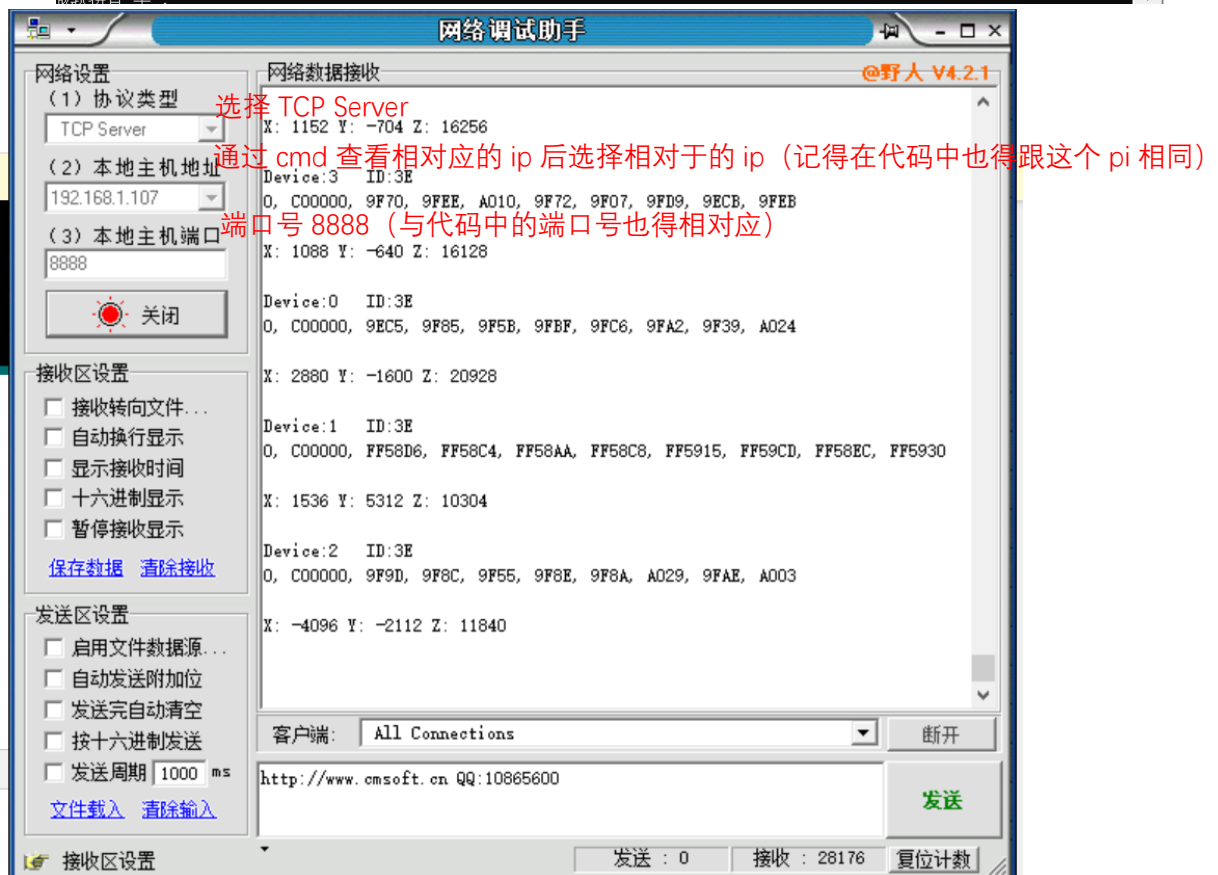 网络调试助手
网络设置
(1) 协议类型
TCP Server
(2) 本地主机地址
192.168.1.107
(3) 本地主机端口
8888
关闭
接收区设置
接收转向文件...
自动换行显示
显示接收时间
十六进制显示
暂停接收显示
保存数据 清除接收
发送区设置
启用文件数据源...
自动发送附加位
发送完自动清空
按十六进制发送
发送周期 1000 ms
文件载入 清除输入
网络数据接收
@野人 V4.2.1
选择 TCP Server
X: 1152 Y: -704 Z: 16256
通过 cmd 查看相对应的 ip 后选择相对于的 ip（记得在代码中也得跟这个 pi 相同）
Device:3 ID:3E
0, C00000, 9F70, 9FEE, A010, 9F72, 9F07, 9FD9, 9ECB, 9FEB
端口号 8888（与代码中的端口号也得相对应）
X: 1088 Y: -640 Z: 16128
Device:0 ID:3E
0, C00000, 9EC5, 9F85, 9F5B, 9FBF, 9FC6, 9FA2, 9F39, A024
X: 2880 Y: -1600 Z: 20928
Device:1 ID:3E
0, C00000, FF58D6, FF58C4, FF58AA, FF58C8, FF5915, FF59CD, FF58EC, FF5930
X: 1536 Y: 5312 Z: 10304
Device:2 ID:3E
0, C00000, 9F9D, 9F8C, 9F55, 9F8E, 9F8A, A029, 9FAE, A003
X: -4096 Y: -2112 Z: 11840
客户端: All Connections 断开
http://www.cmsoft.cn QQ:10865600
发送
接收区设置
发送 : 0
接收 : 28176
复位计数